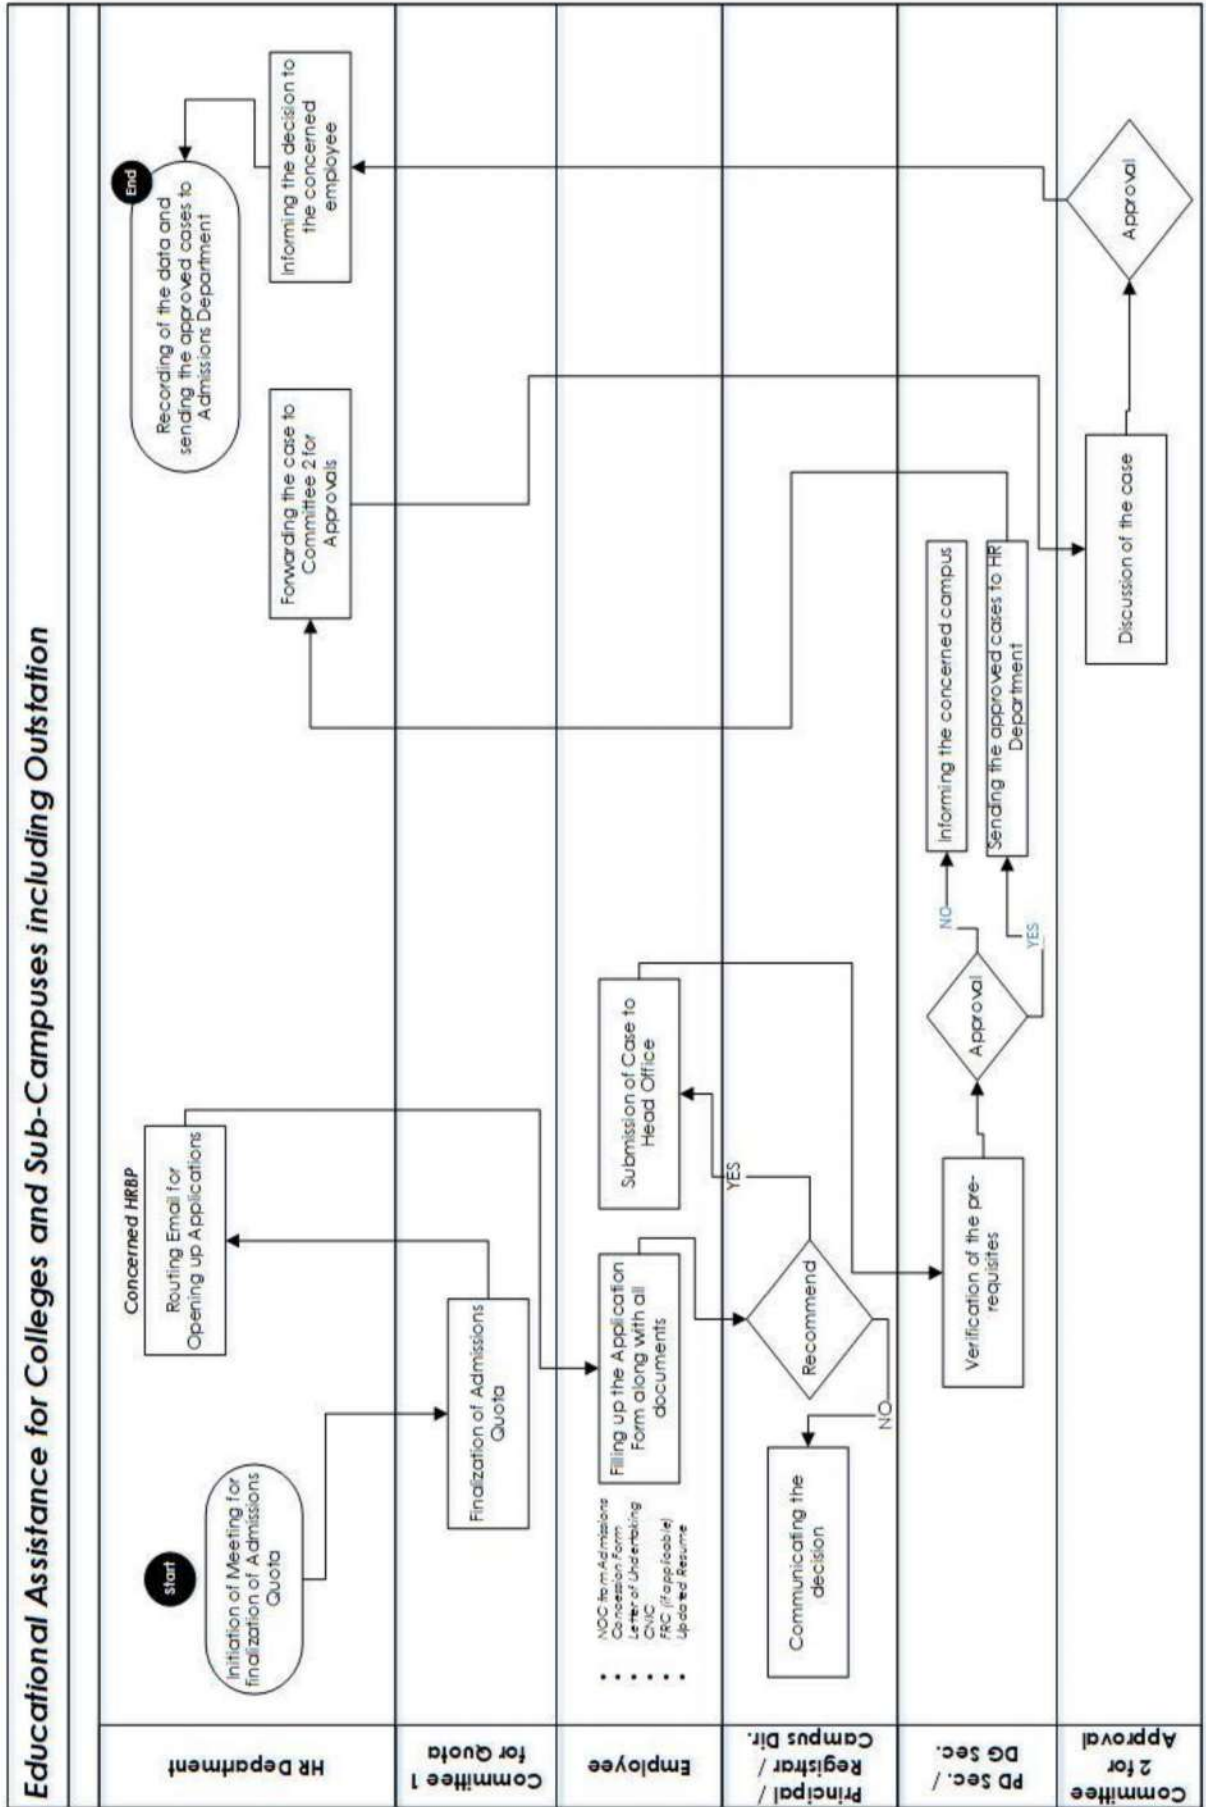 Educational Assistance for Colleges and Sub-Campuses including Outstation
HR Department
Start
Initiation of Meeting for
finalization of Admissions
Quota
Concerned HRBP
Routing Email for
Opening up Applications
Forwarding the case to
Committee 2 for
Approvals
End
Recording of the data and
sending the approved cases to
Admissions Department
Informing the decision to
the concerned
employee
Committee 1
for Quota
Finalization of Admissions
Quota
Employee
• NOC from Admissions
• Concession Form
• Letter of Undertaking
• CNIC
• FRC (if applicable)
• Updated Resume
Filling up the Application
Form along with all
documents
Submission of Case to
Head Office
Principal /
Registrar /
Campus Dir.
Communicating the
decision
NO
Recommend
YES
PD Sec. /
DG Sec.
Verification of the pre-
requisites
Approval
NO
YES
Informing the concerned campus
Sending the approved cases to HR
Department
Committee
2 for
Approval
Discussion of the case
Approval